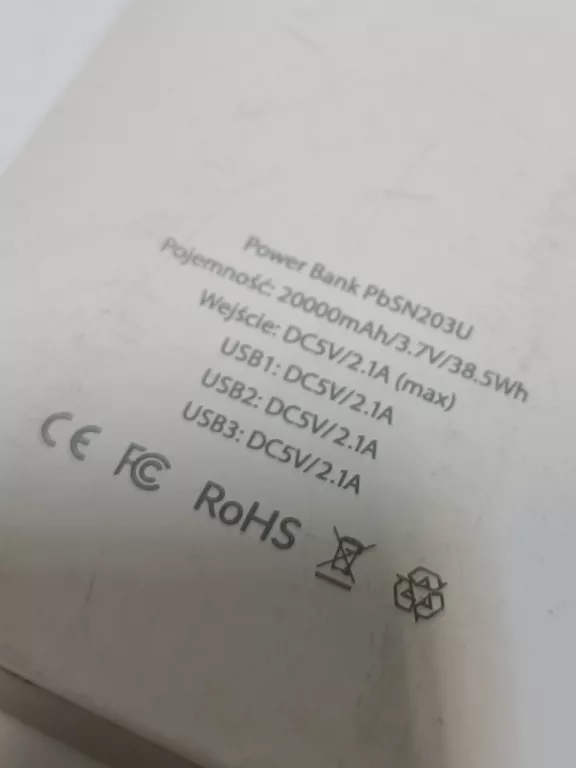 Power Bank PbSN203U
Pojemność: 20000mAh/3.7V/38.5Wh
Wejście: DC5V/2.1A (max)
USB1: DC5V/2.1A
USB2: DC5V/2.1A
USB3: DC5V/2.1A
CE FC RoHS